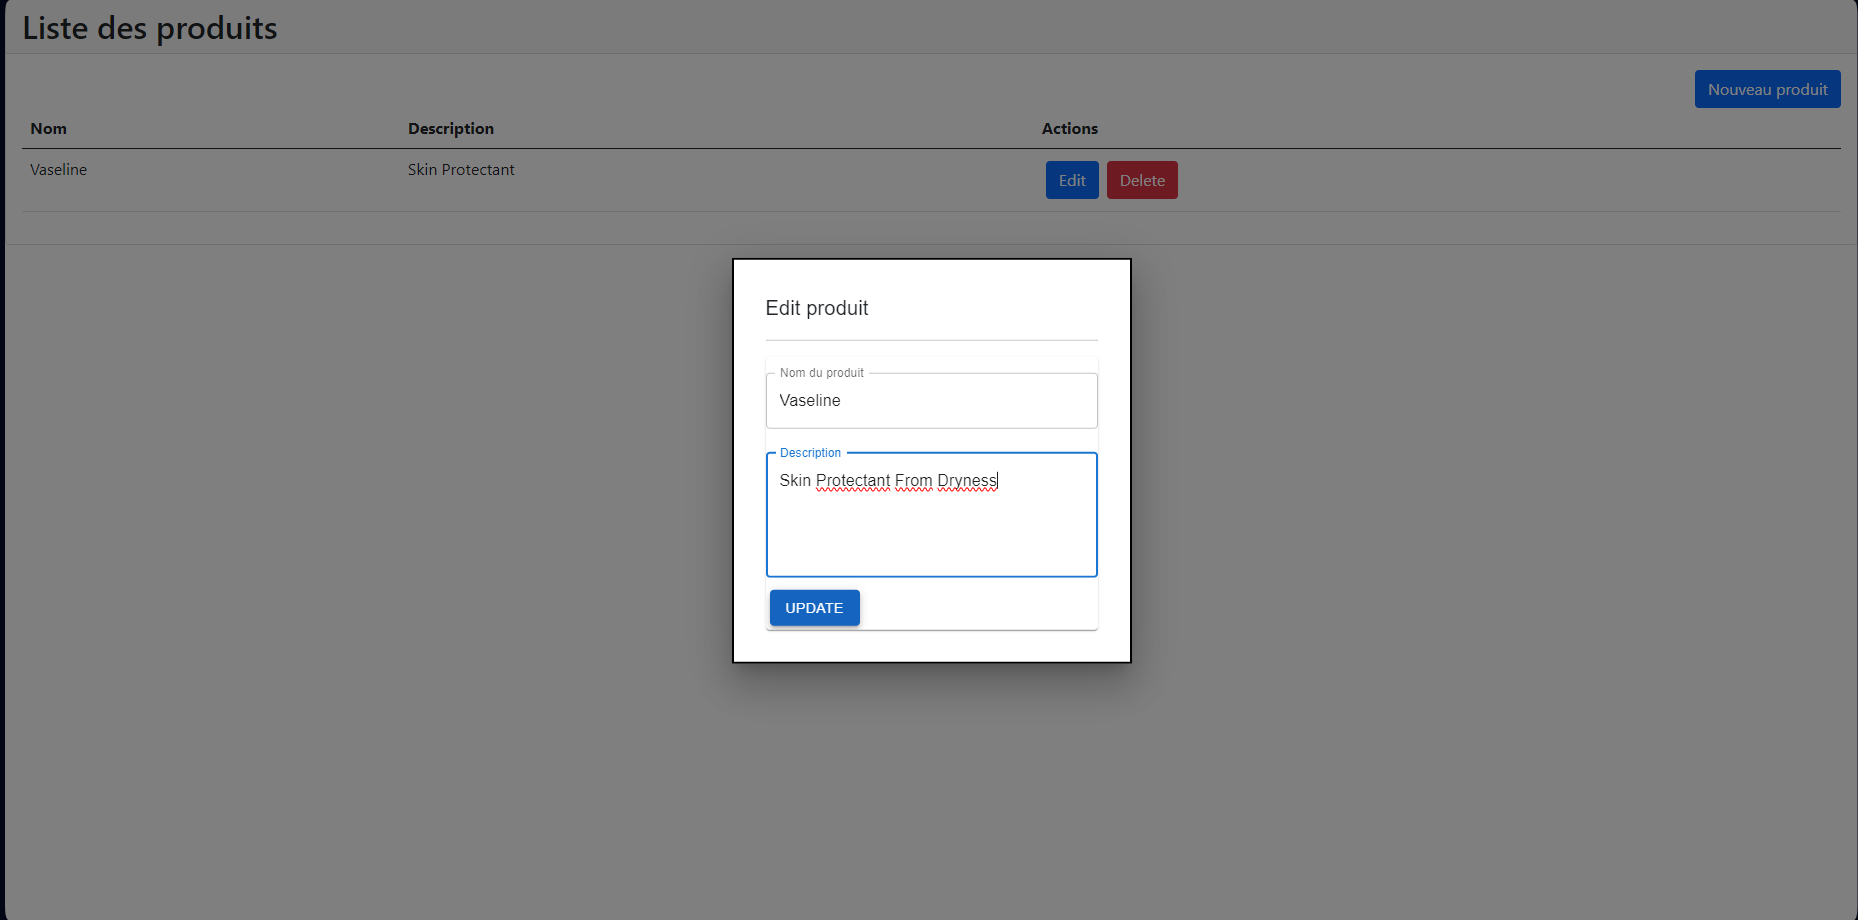 Liste des produits
Nouveau produit
Nom Description Actions
Vaseline Skin Protectant Edit Delete
Edit produit
Nom du produit
Vaseline
Description
Skin Protectant From Dryness
UPDATE